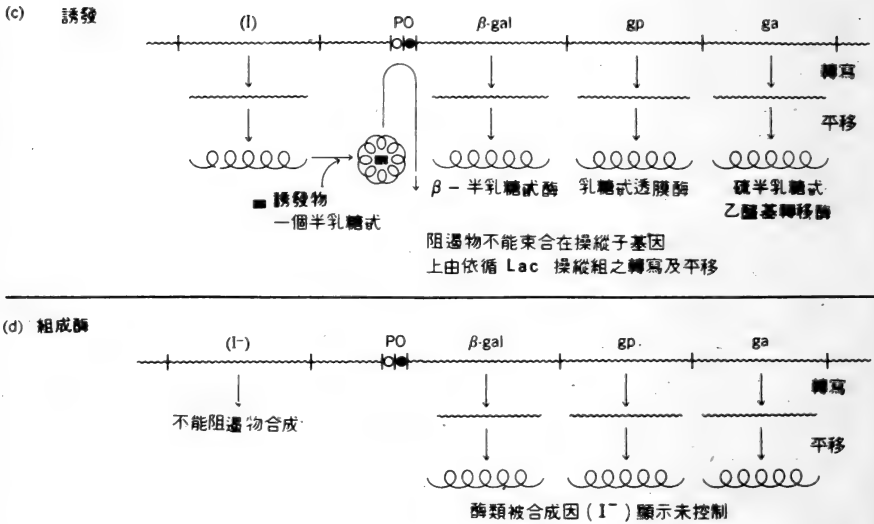 (c) 誘發
(I) PO β-gal gp ga
轉寫
平移
誘發物
一個半乳糖甙
β－半乳糖甙酶
乳糖甙透膜酶
硫半乳糖甙
乙醯基轉移酶
阻遏物不能束合在操縱子基因
上由依循 Lac 操縱組之轉寫及平移
(d) 組成酶
(I⁻) PO β-gal gp ga
轉寫
不能阻遏物合成
平移
酶類被合成因 ( I⁻ ) 顯示未控制